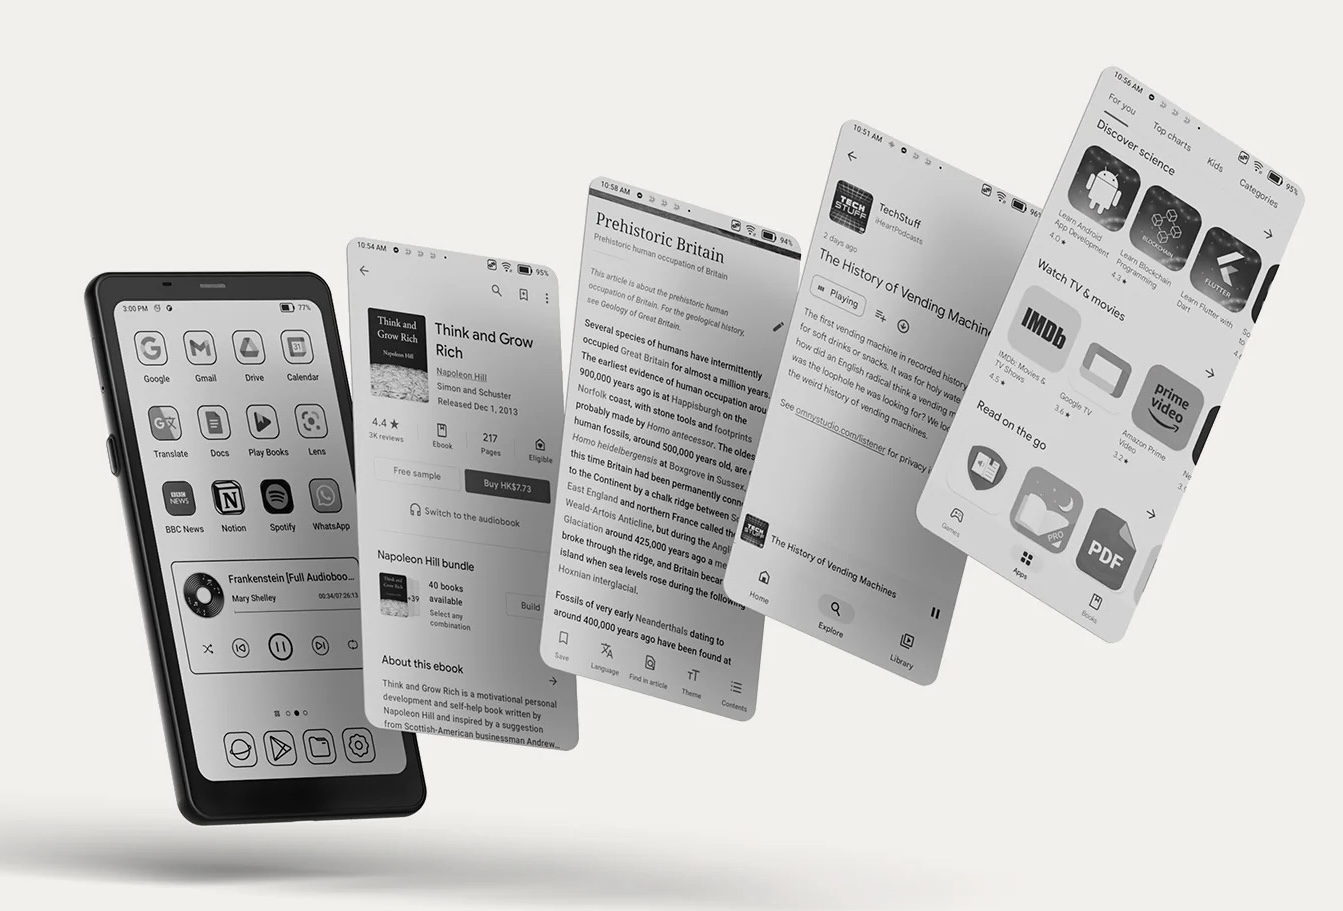 3:00 PM
77%
Google
Gmail
Drive
31
Calendar
Translate
Docs
Play Books
Lens
BBC
NEWS
BBC News
Notion
Spotify
WhatsApp
Frankenstein [Full Audioboo...
Mary Shelley
00:34/07:26:13
10:54 AM
95%
Think and
Grow Rich
Napoleon Hill
Think and Grow
Rich
Napoleon Hill
Simon and Schuster
Released Dec 1, 2013
4.4 ★
3K reviews
Ebook
217
Pages
Eligible
Free sample
Buy HK$7.73
Switch to the audiobook
Napoleon Hill bundle
+39
40 books
available
Select any
combination
Build
About this ebook
Think and Grow Rich is a motivational personal
development and self-help book written by
Napoleon Hill and inspired by a suggestion
from Scottish-American businessman Andrew...
10:58 AM
94%
Prehistoric Britain
Prehistoric human occupation of Britain
This article is about the prehistoric human
occupation of Britain. For the geological history,
see Geology of Great Britain.
Several species of humans have intermittently
occupied Great Britain for almost a million years.
The earliest evidence of human occupation arou
900,000 years ago is at Happisburgh on the
Norfolk coast, with stone tools and footprints
probably made by Homo antecessor. The oldes
human fossils, around 500,000 years old, are
Homo heidelbergensis at Boxgrove in Sussex.
this time Britain had been permanently conn
to the Continent by a chalk ridge between
East England and northern France called th
Weald-Artois Anticline, but during the Angl
Glaciation around 425,000 years ago a me
broke through the ridge, and Britain becar
island when sea levels rose during the following
Hoxnian interglacial.
Fossils of very early Neanderthals dating to
around 400,000 years ago have been found at
Save
Language
Find in article
Theme
Contents
10:51 AM
96%
TECH
STUFF
TechStuff
iHeartPodcasts
2 days ago
The History of Vending Machin
Playing
The first vending machine in recorded history
for soft drinks or snacks. It was for holy wate
how did an English radical think a vending m
was the loophole he was looking for? We loo
the weird history of vending machines.
See omnystudio.com/listener for privacy i
The History of Vending Machines
Home
Explore
Library
10:56 AM
95%
For you
Top charts
Kids
Categories
Discover science
BLOCKCHAIN
FLUTTER
Learn Android
App Development
4.0 ★
Learn Blockchain
Programming
4.3 ★
Learn Flutter with
Dart
Watch TV & movies
IMDb
prime
video
IMDb: Movies &
TV Shows
4.5 ★
Google TV
3.6 ★
Amazon Prime
Video
3.2 ★
Read on the go
PRO
PDF
Games
Apps
Books